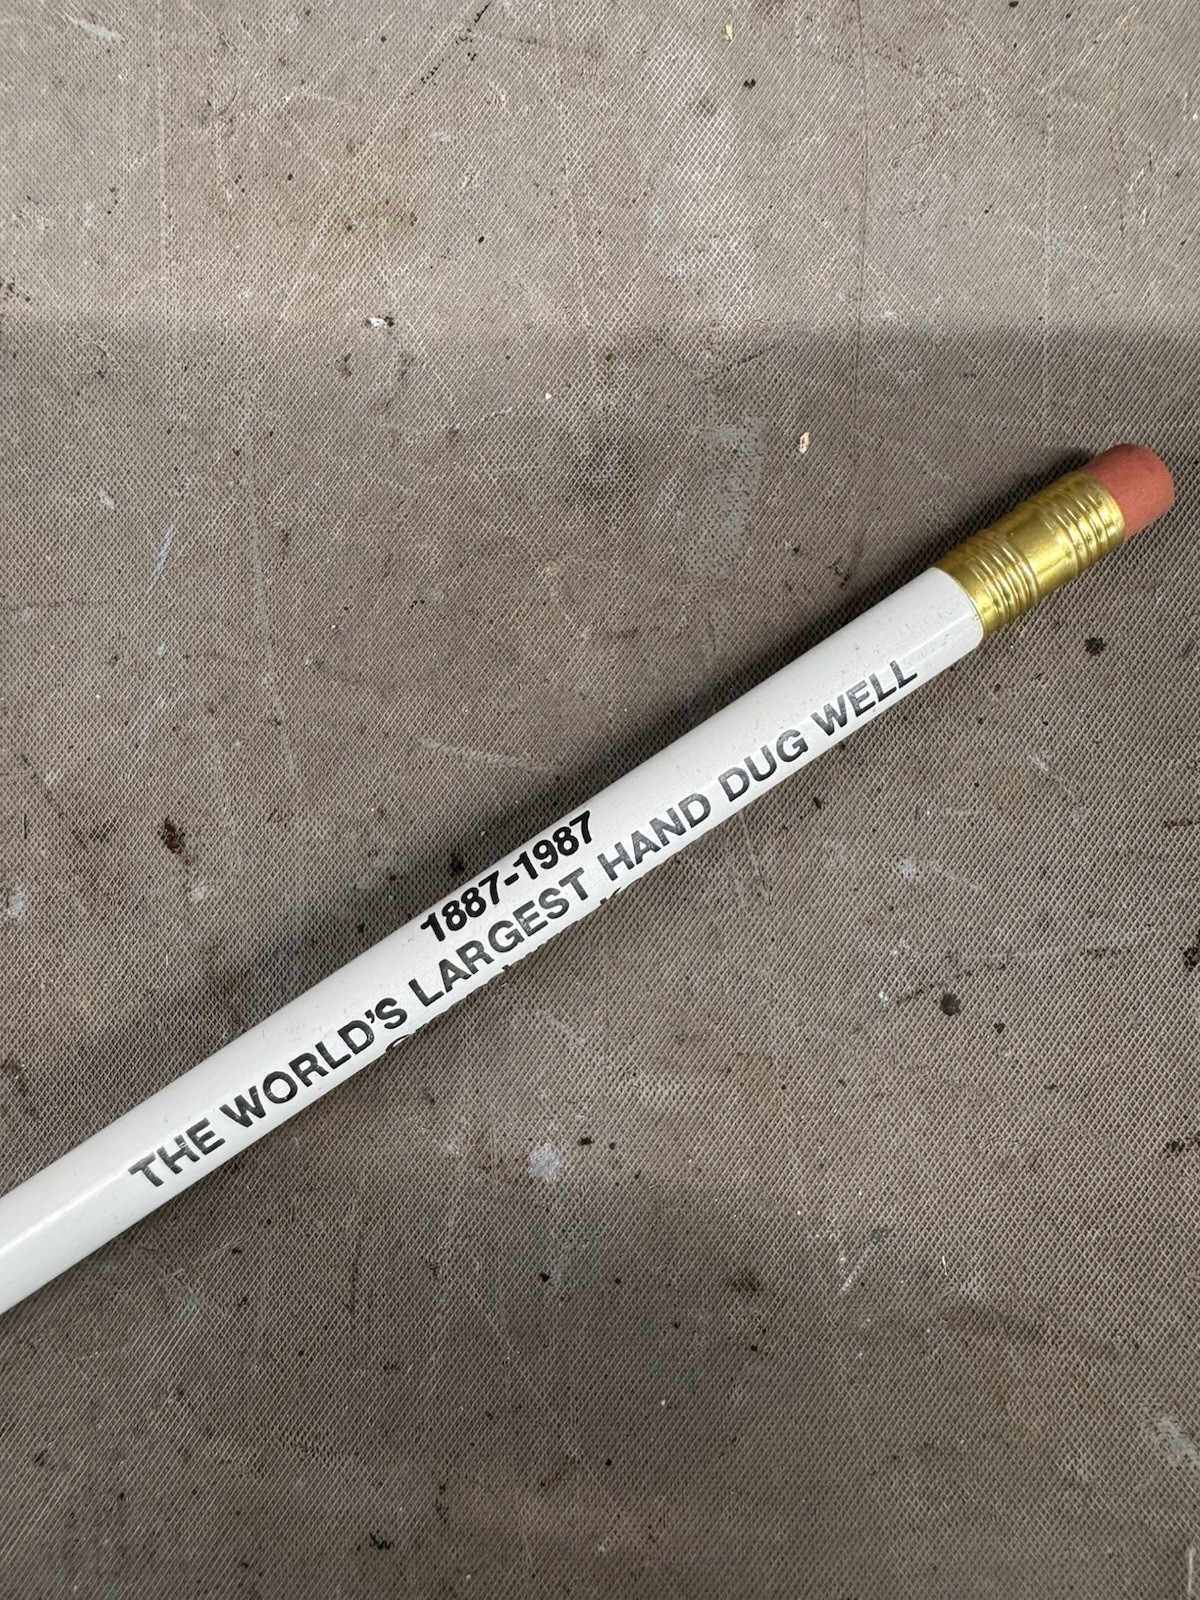 1887-1987
THE WORLD'S LARGEST HAND DUG WELL